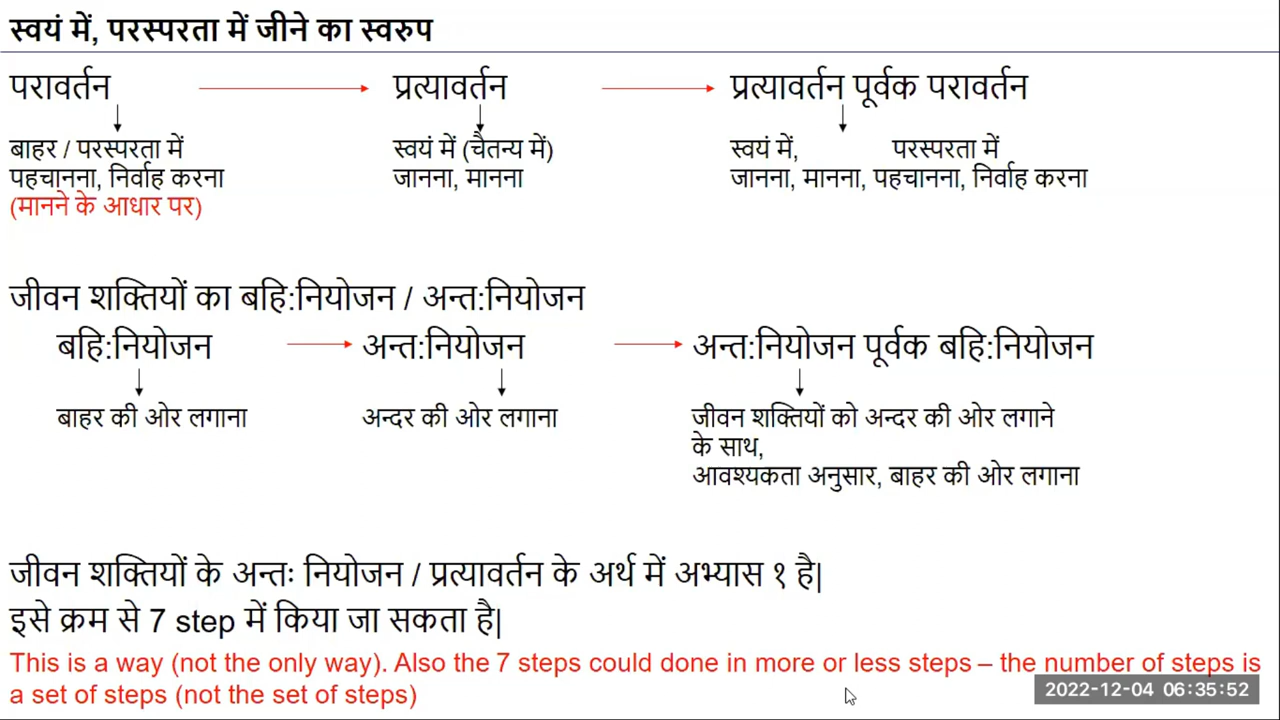 स्वयं में, परस्परता में जीने का स्वरुप
परावर्तन प्रत्यावर्तन प्रत्यावर्तन पूर्वक परावर्तन
बाहर / परस्परता में स्वयं में (चैतन्य में) स्वयं में, परस्परता में
पहचानना, निर्वाह करना जानना, मानना जानना, मानना, पहचानना, निर्वाह करना
(मानने के आधार पर)
जीवन शक्तियों का बहि:नियोजन / अन्त:नियोजन
बहि:नियोजन अन्त:नियोजन अन्त:नियोजन पूर्वक बहि:नियोजन
बाहर की ओर लगाना अन्दर की ओर लगाना जीवन शक्तियों को अन्दर की ओर लगाने
के साथ,
आवश्यकता अनुसार, बाहर की ओर लगाना
जीवन शक्तियों के अन्तः नियोजन / प्रत्यावर्तन के अर्थ में अभ्यास १ है|
इसे क्रम से 7 step में किया जा सकता है|
This is a way (not the only way). Also the 7 steps could done in more or less steps – the number of steps is
a set of steps (not the set of steps)
2022-12-04 06:35:52